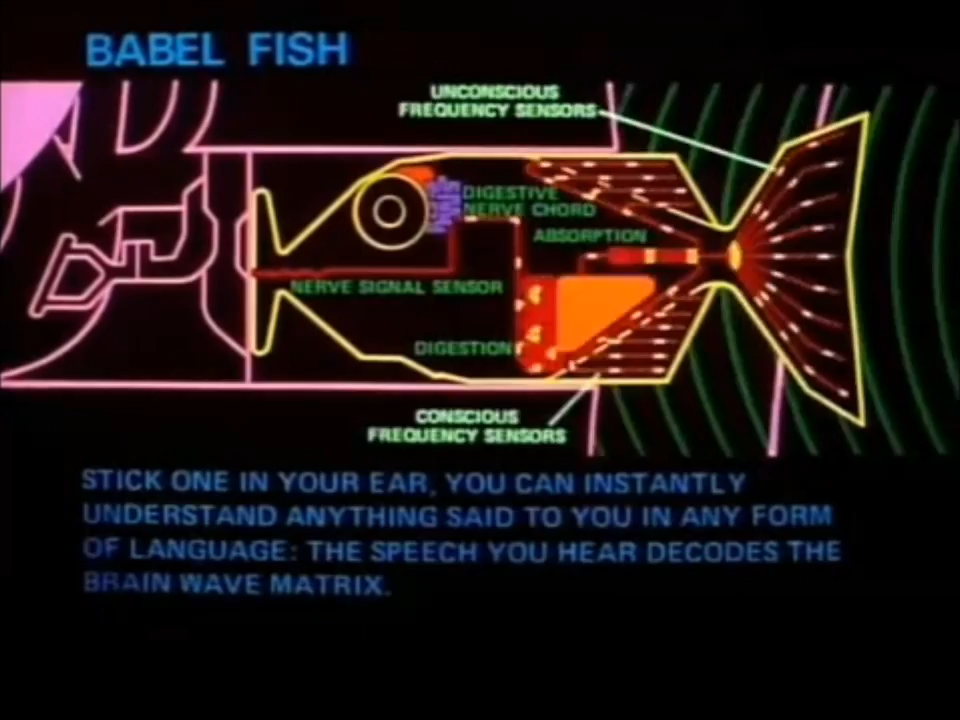 BABEL FISH
UNCONSCIOUS
FREQUENCY SENSORS
DIGESTIVE
NERVE CHORD
ABSORPTION
NERVE SIGNAL SENSOR
DIGESTION
CONSCIOUS
FREQUENCY SENSORS
STICK ONE IN YOUR EAR, YOU CAN INSTANTLY
UNDERSTAND ANYTHING SAID TO YOU IN ANY FORM
OF LANGUAGE: THE SPEECH YOU HEAR DECODES THE
BRAIN WAVE MATRIX.